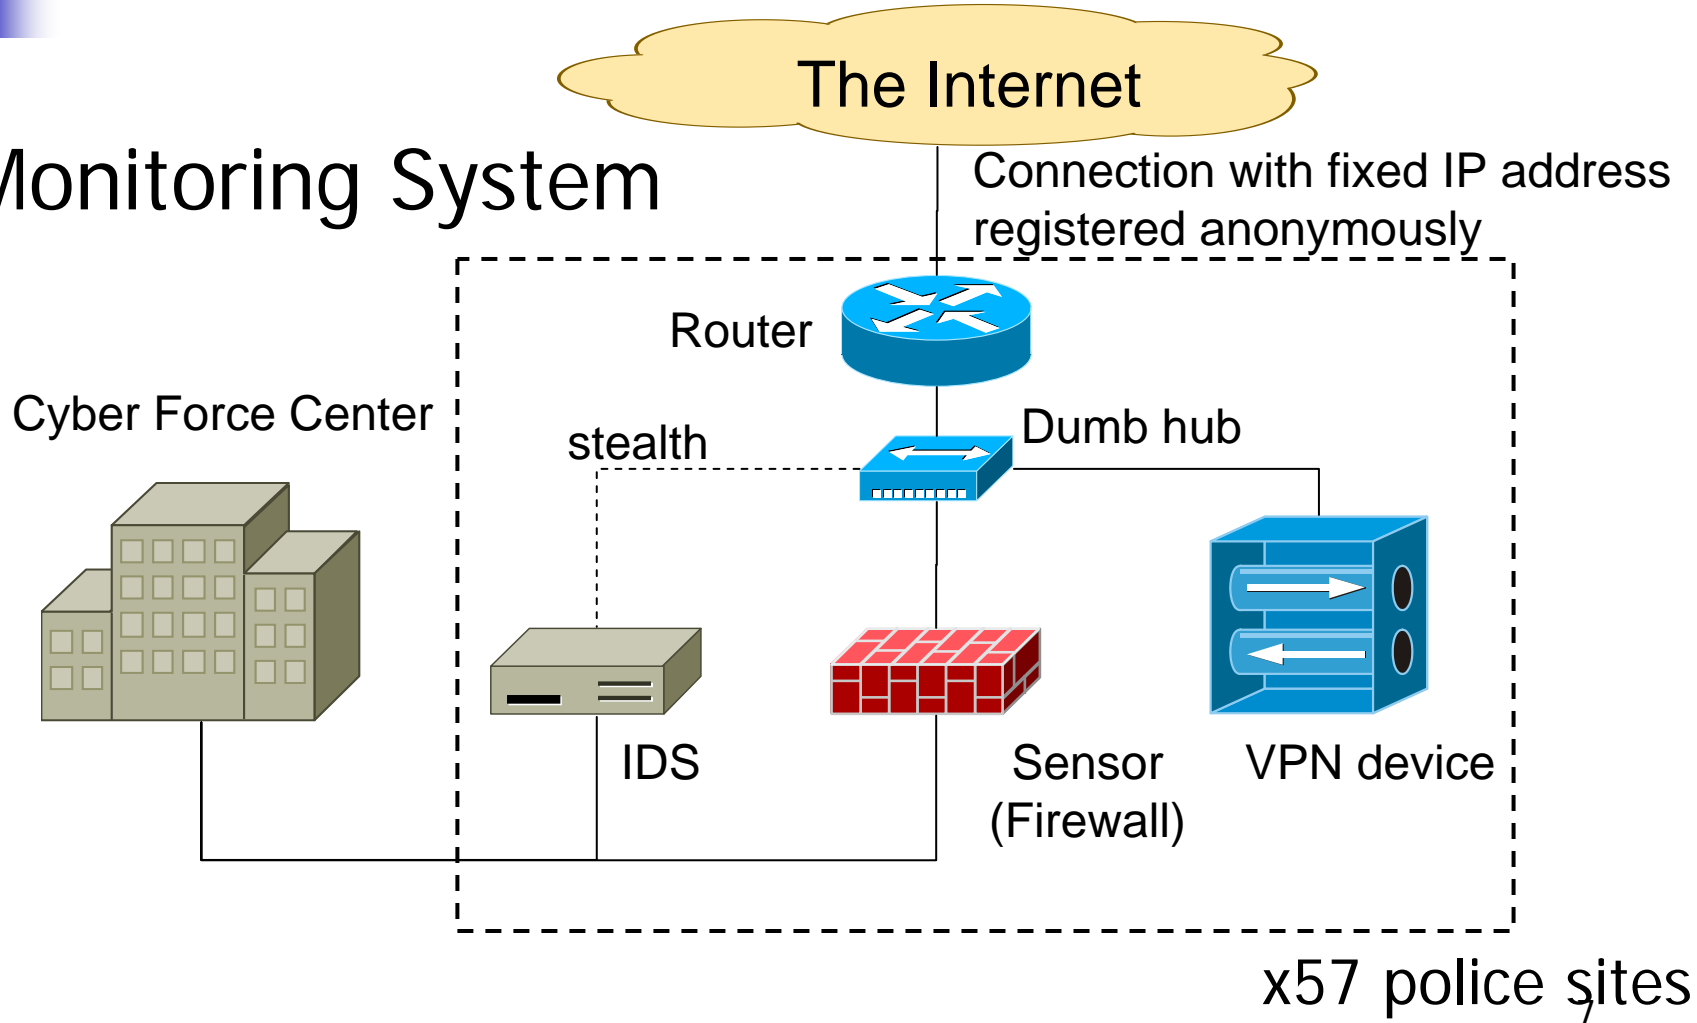 The Internet
Monitoring System
Connection with fixed IP address
registered anonymously
Router
Cyber Force Center
stealth
Dumb hub
IDS
Sensor
(Firewall)
VPN device
x57 police sites
7